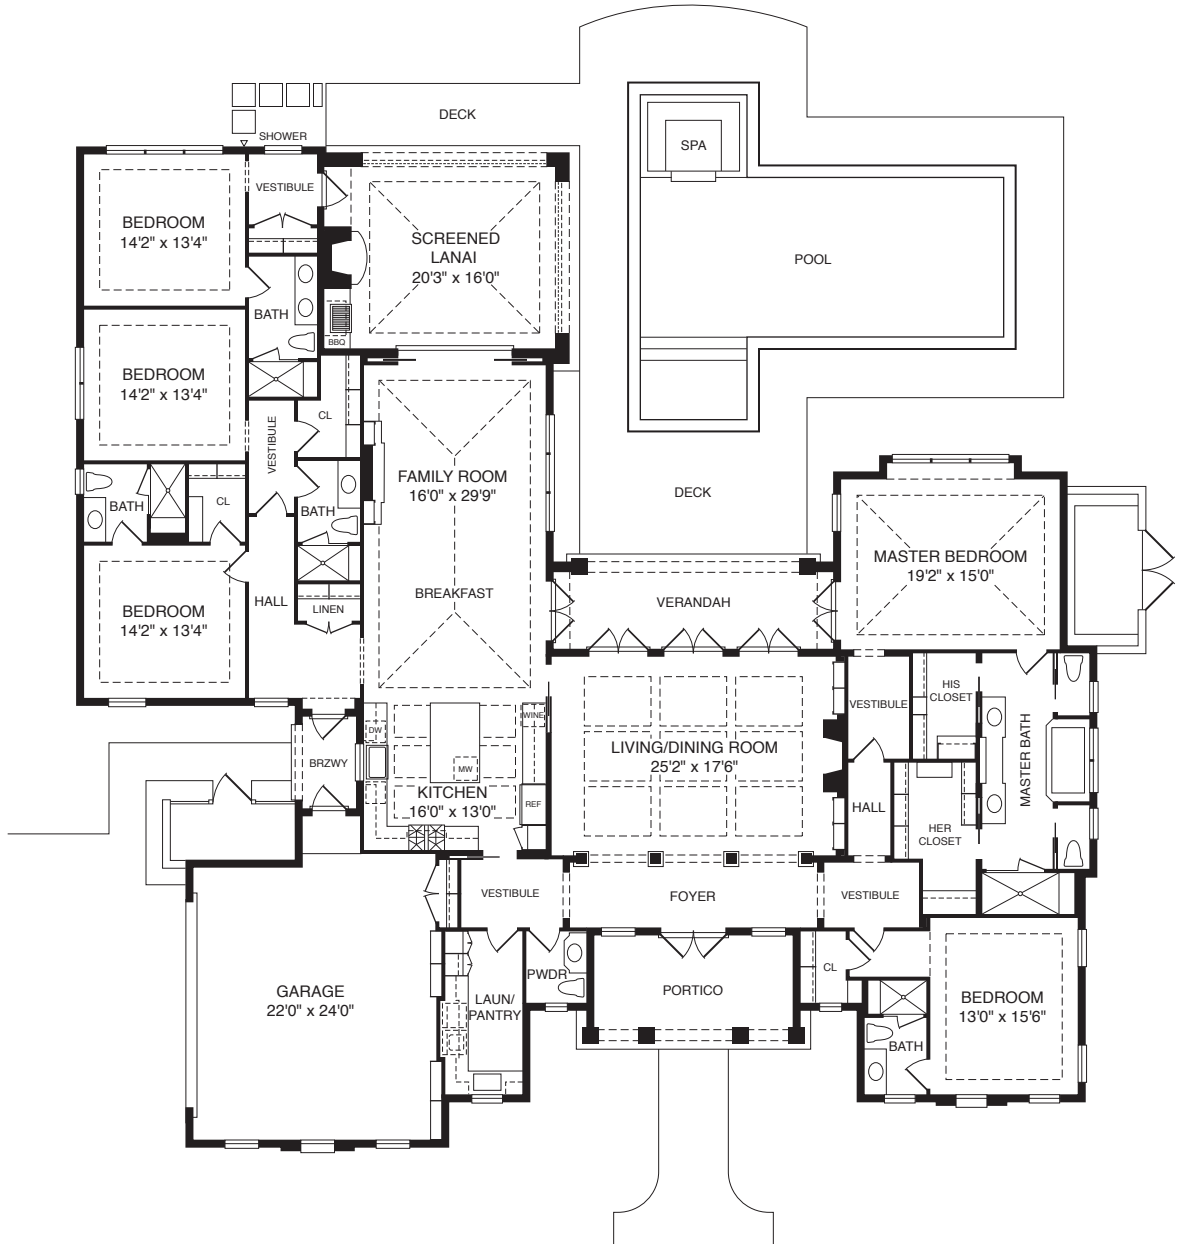 DECK
SHOWER
SPA
VESTIBULE
BEDROOM
14'2" x 13'4"
SCREENED
LANAI
20'3" x 16'0"
POOL
BATH
BBQ
BEDROOM
14'2" x 13'4"
CL
VESTIBULE
FAMILY ROOM
16'0" x 29'9"
DECK
BATH
CL
BATH
MASTER BEDROOM
19'2" x 15'0"
BREAKFAST
VERANDAH
HALL
LINEN
BEDROOM
14'2" x 13'4"
HIS
CLOSET
VESTIBULE
WINE
DW
LIVING/DINING ROOM
25'2" x 17'6"
MASTER BATH
BRZWY
MW
KITCHEN
16'0" x 13'0"
REF
HALL
HER
CLOSET
VESTIBULE
FOYER
VESTIBULE
PWDR
CL
GARAGE
22'0" x 24'0"
LAUN/
PANTRY
PORTICO
BEDROOM
13'0" x 15'6"
BATH